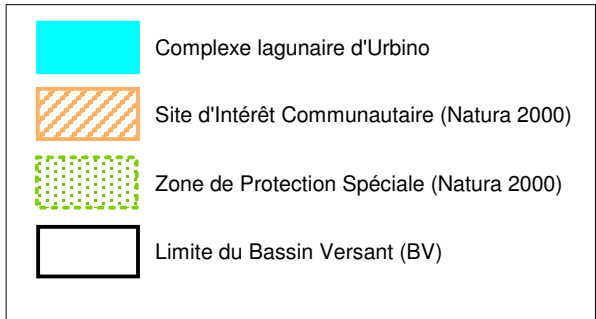 Complexe lagunaire d'Urbino
Site d'Intérêt Communautaire (Natura 2000)
Zone de Protection Spéciale (Natura 2000)
Limite du Bassin Versant (BV)